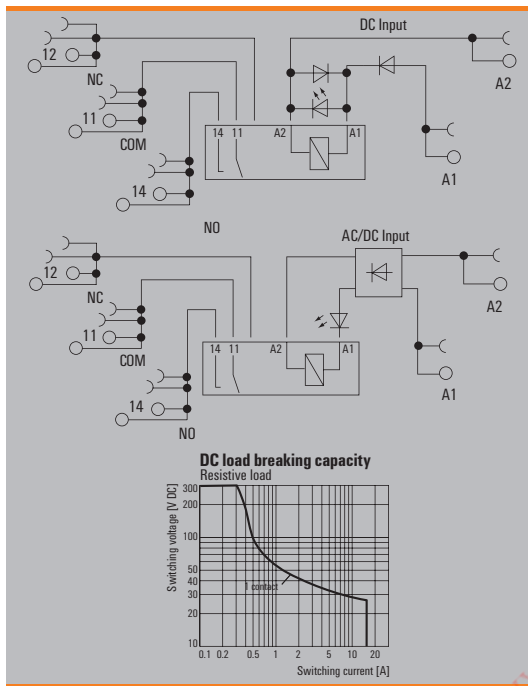 DC Input
12
NC
A2
11
COM
14 11 A2 A1
14
A1
NO
AC/DC Input
12
NC
A2
11
COM
14 11 A2 A1
14
A1
NO
DC load breaking capacity
Resistive load
Switching voltage [V DC]
300
200
100
50
40
30
20
10
1 contact
0.1 0.2 0.5 1 2 5 10 20
Switching current [A]